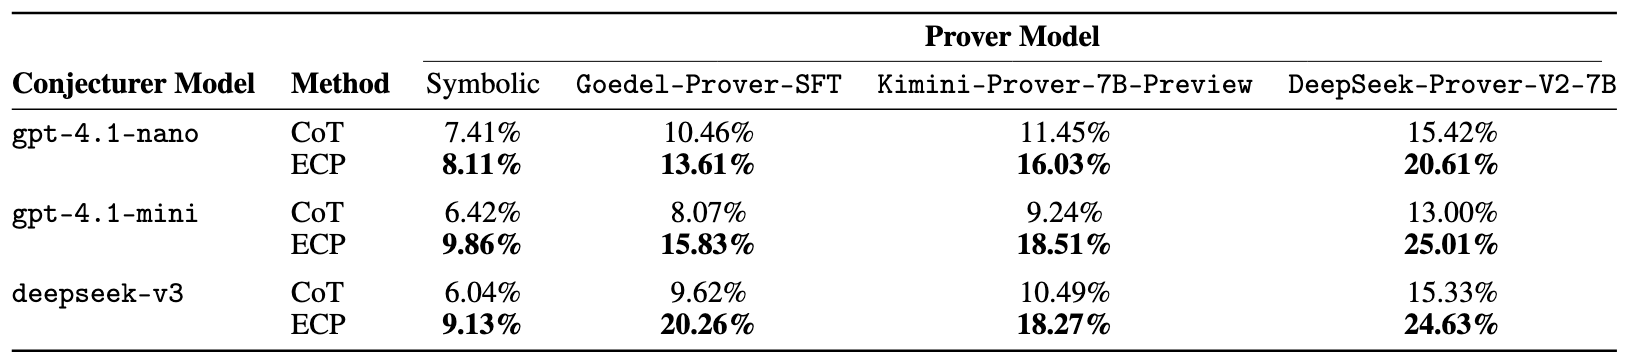 Prover Model
Conjecturer Model Method Symbolic Goedel-Prover-SFT Kimini-Prover-7B-Preview DeepSeek-Prover-V2-7B
gpt-4.1-nano CoT 7.41% 10.46% 11.45% 15.42%
ECP 8.11% 13.61% 16.03% 20.61%
gpt-4.1-mini CoT 6.42% 8.07% 9.24% 13.00%
ECP 9.86% 15.83% 18.51% 25.01%
deepseek-v3 CoT 6.04% 9.62% 10.49% 15.33%
ECP 9.13% 20.26% 18.27% 24.63%